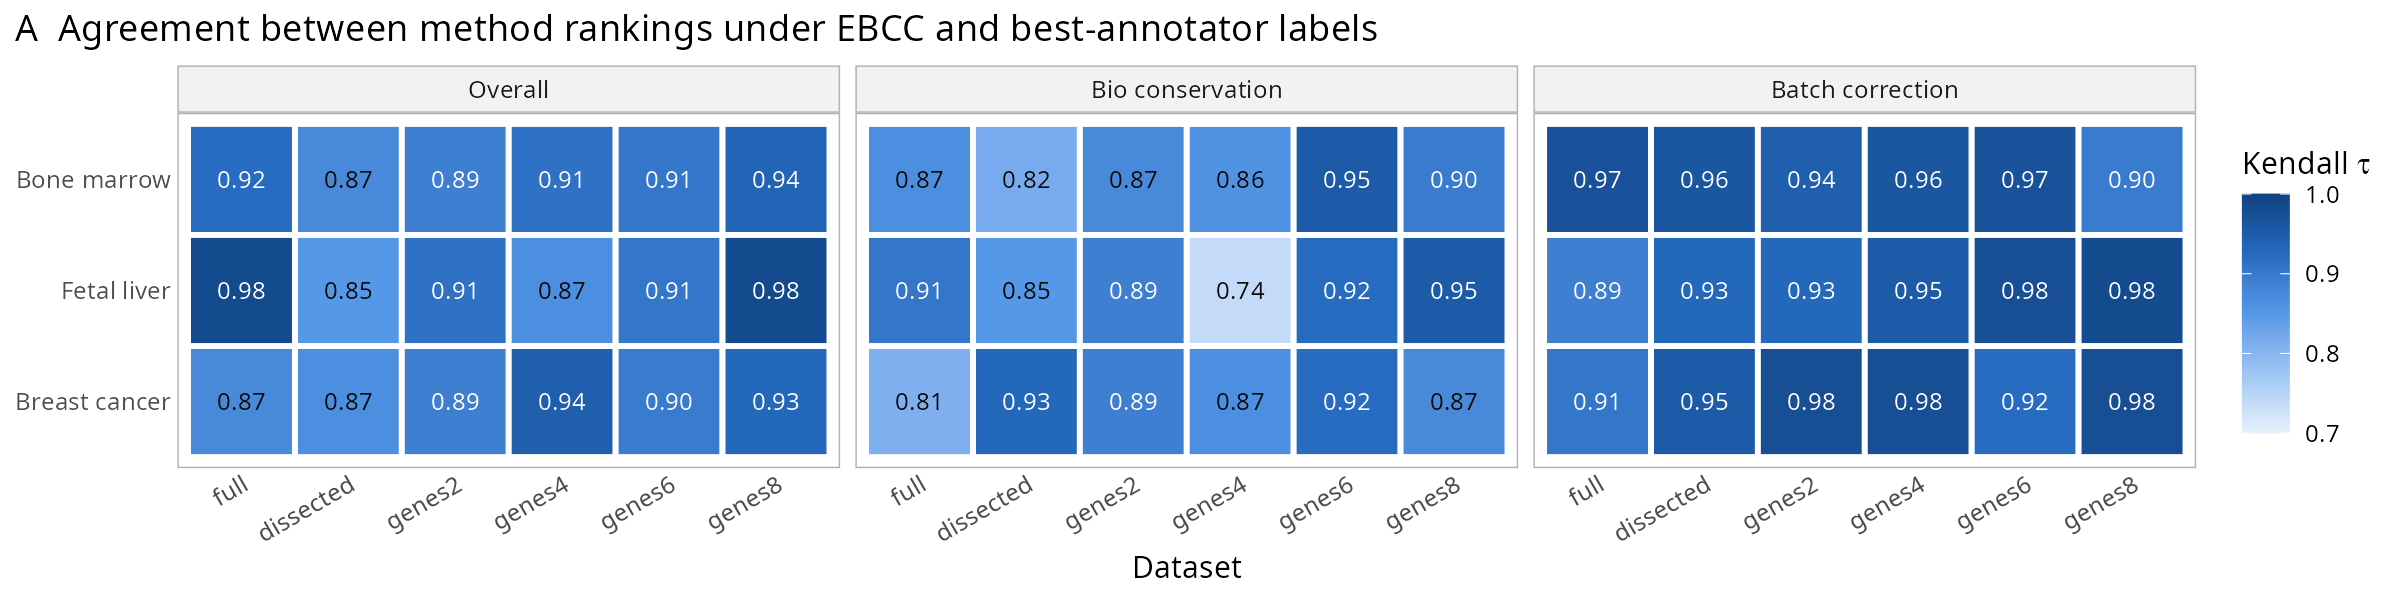 A Agreement between method rankings under EBCC and best-annotator labels
Overall Bio conservation Batch correction
Bone marrow 0.92 0.87 0.89 0.91 0.91 0.94 0.87 0.82 0.87 0.86 0.95 0.90 0.97 0.96 0.94 0.96 0.97 0.90
Fetal liver 0.98 0.85 0.91 0.87 0.91 0.98 0.91 0.85 0.89 0.74 0.92 0.95 0.89 0.93 0.93 0.95 0.98 0.98
Breast cancer 0.87 0.87 0.89 0.94 0.90 0.93 0.81 0.93 0.89 0.87 0.92 0.87 0.91 0.95 0.98 0.98 0.92 0.98
full dissected genes2 genes4 genes6 genes8 full dissected genes2 genes4 genes6 genes8 full dissected genes2 genes4 genes6 genes8
Dataset
Kendall τ
1.0
0.9
0.8
0.7